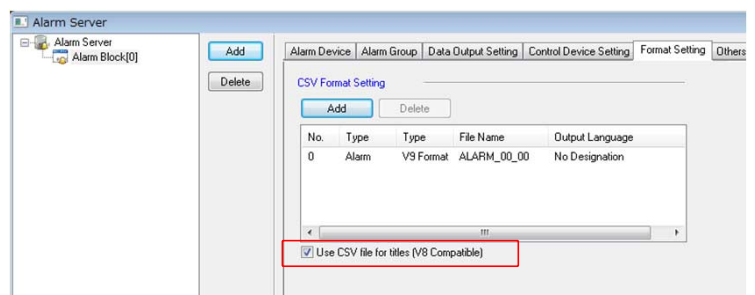 Alarm Server
Alarm Server
Alarm Block[0]
Add
Delete
Alarm Device Alarm Group Data Output Setting Control Device Setting Format Setting Others
CSV Format Setting
Add Delete
No. Type Type File Name Output Language
0 Alarm V9 Format ALARM_00_00 No Designation
Use CSV file for titles (V8 Compatible)